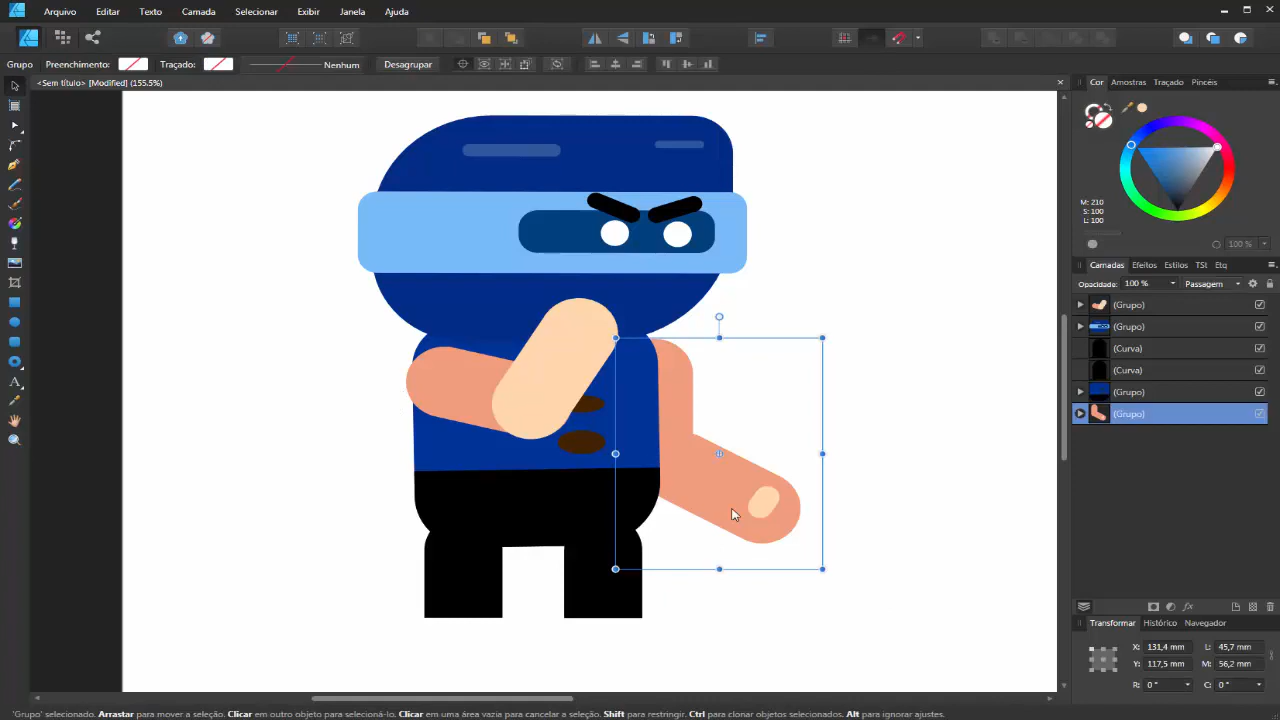 Arquivo Editar Texto Camada Selecionar Exibir Janela Ajuda
Grupo Preenchimento: Traçado: Nenhum Desagrupar
<Sem título> [Modified] (155.5%)
Cor Amostras Traçado Pincéis
M: 210
S: 100
L: 100
100 %
Camadas Efeitos Estilos TSt Etq
Opacidade: 100 % Passagem
(Grupo)
(Grupo)
(Curva)
(Curva)
(Grupo)
(Grupo)
Transformar Histórico Navegador
X: 131,4 mm L: 45,7 mm
Y: 117,5 mm M: 56,2 mm
R: 0 ° C: 0 °
'Grupo' selecionado. Arrastar para mover a seleção. Clicar em outro objeto para selecioná-lo. Clicar em uma área vazia para cancelar a seleção. Shift para restringir. Ctrl para clonar objetos selecionados. Alt para ignorar ajustes.